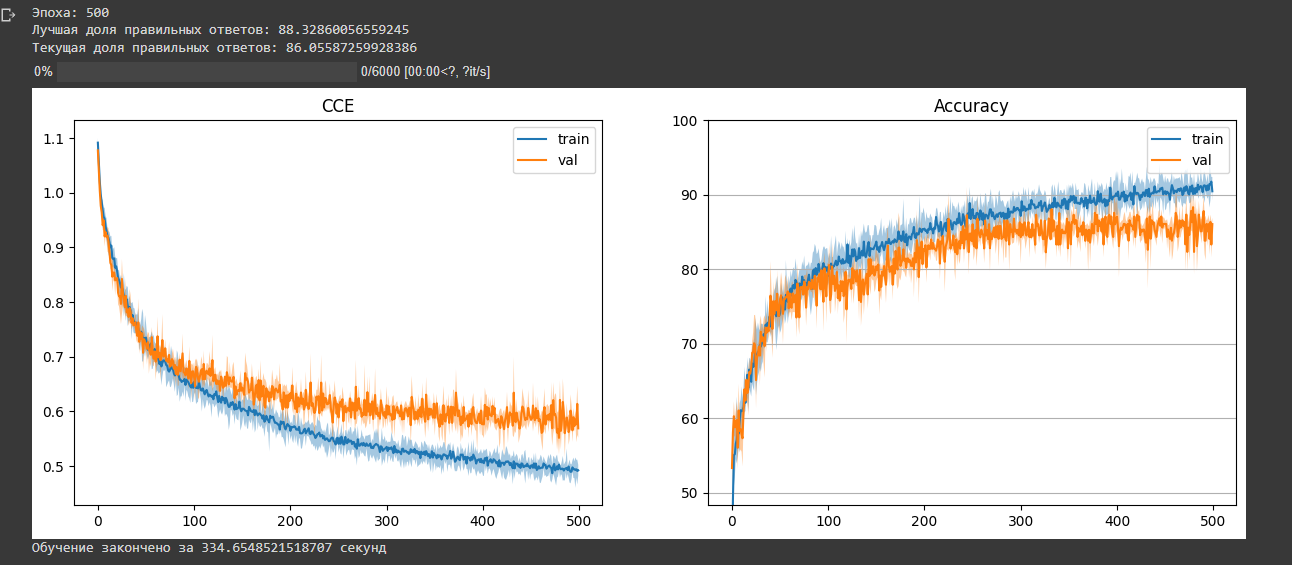 Эпоха: 500
Лучшая доля правильных ответов: 88.32860056559245
Текущая доля правильных ответов: 86.05587259928386
0% 0/6000 [00:00<?, ?it/s]
CCE
train
val
1.1
1.0
0.9
0.8
0.7
0.6
0.5
0 100 200 300 400 500
Accuracy
train
val
100
90
80
70
60
50
0 100 200 300 400 500
Обучение закончено за 334.6548521518707 секунд